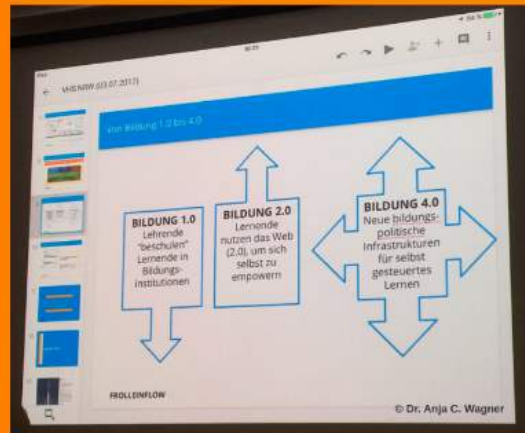 VHS NRW (03.07.2017)
Von Bildung 1.0 bis 4.0
BILDUNG 1.0
Lehrende
"beschulen"
Lernende in
Bildungs-
institutionen
BILDUNG 2.0
Lernende
nutzen das Web
(2.0), um sich
selbst zu
empowern
BILDUNG 4.0
Neue bildungs-
politische
Infrastrukturen
für selbst
gesteuertes
Lernen
FROLLEINFLOW
© Dr. Anja C. Wagner